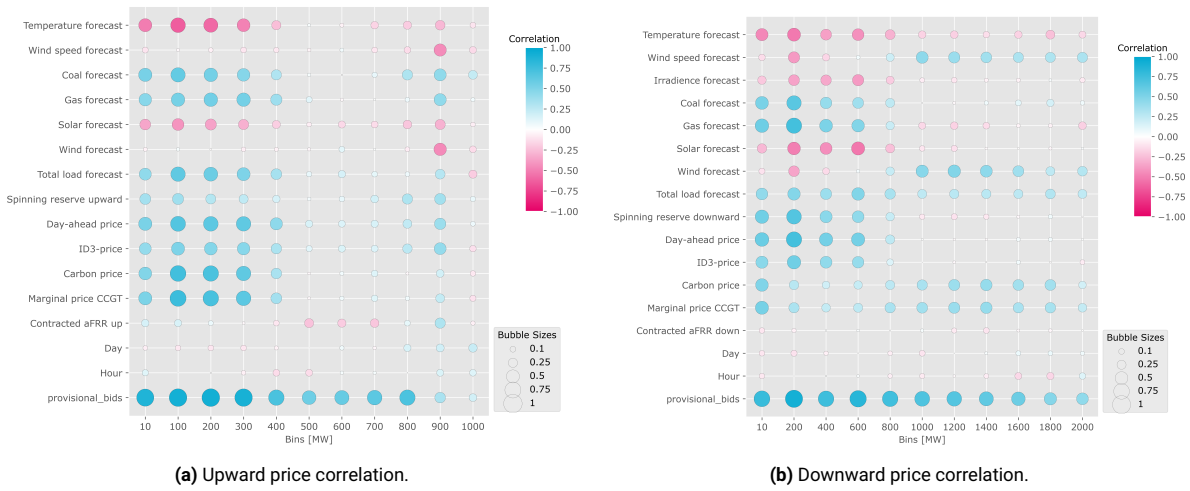 Temperature forecast
Wind speed forecast
Coal forecast
Gas forecast
Solar forecast
Wind forecast
Total load forecast
Spinning reserve upward
Day-ahead price
ID3-price
Carbon price
Marginal price CCGT
Contracted aFRR up
Day
Hour
provisional_bids
10 100 200 300 400 500 600 700 800 900 1000
Bins [MW]
Correlation
1.00
0.75
0.50
0.25
0.00
−0.25
−0.50
−0.75
−1.00
Bubble Sizes
0.1
0.25
0.5
0.75
1
(a) Upward price correlation.
Temperature forecast
Wind speed forecast
Irradience forecast
Coal forecast
Gas forecast
Solar forecast
Wind forecast
Total load forecast
Spinning reserve downward
Day-ahead price
ID3-price
Carbon price
Marginal price CCGT
Contracted aFRR down
Day
Hour
provisional_bids
10 200 400 600 800 1000 1200 1400 1600 1800 2000
Bins [MW]
Correlation
1.00
0.75
0.50
0.25
0.00
−0.25
−0.50
−0.75
−1.00
Bubble Sizes
0.1
0.25
0.5
0.75
1
(b) Downward price correlation.